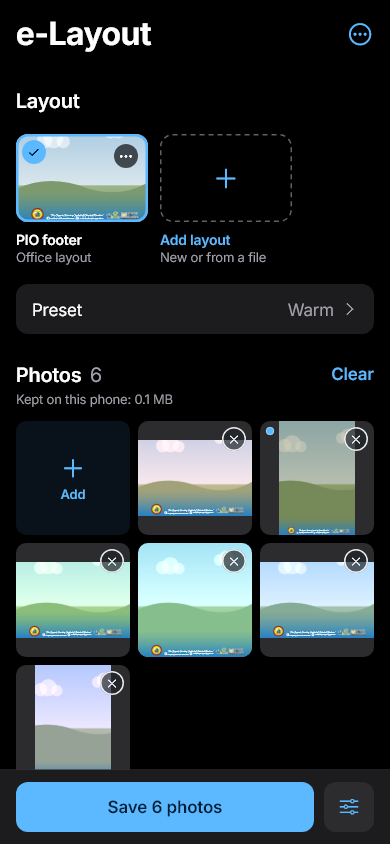 e-Layout
Layout
PIO footer
Office layout
Add layout
New or from a file
Preset
Warm
Photos 6
Clear
Kept on this phone: 0.1 MB
Add
Save 6 photos